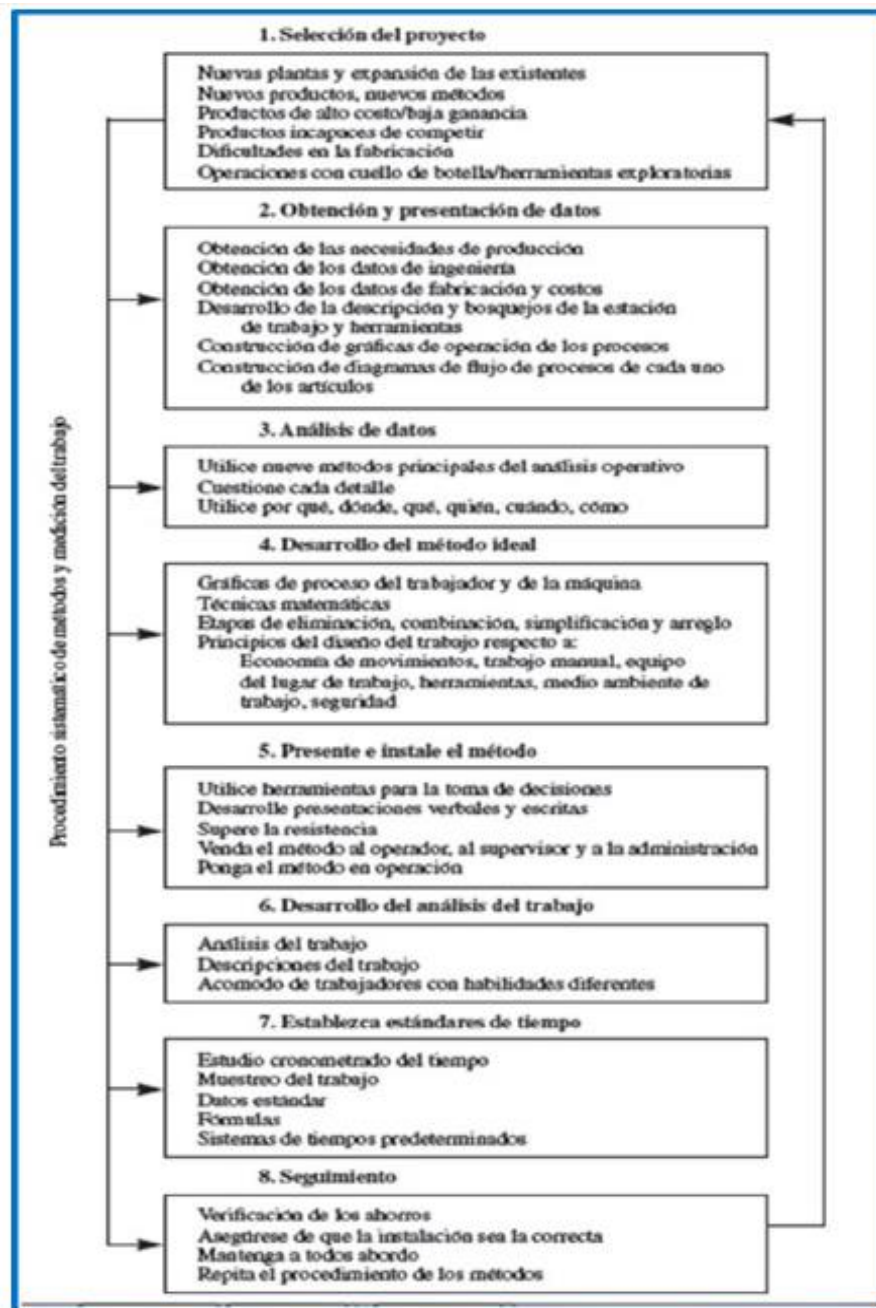 1. Selección del proyecto
Nuevas plantas y expansión de las existentes
Nuevos productos, nuevos métodos
Productos de alto costo/baja ganancia
Productos incapaces de competir
Dificultades en la fabricación
Operaciones con cuello de botella/herramientas exploratorias
2. Obtención y presentación de datos
Obtención de las necesidades de producción
Obtención de los datos de ingeniería
Obtención de los datos de fabricación y costos
Desarrollo de la descripción y bosquejos de la estación
de trabajo y herramientas
Construcción de gráficas de operación de los procesos
Construcción de diagramas de flujo de procesos de cada uno
de los artículos
3. Análisis de datos
Utilice nueve métodos principales del análisis operativo
Cuestione cada detalle
Utilice por qué, dónde, qué, quién, cuándo, cómo
4. Desarrollo del método ideal
Gráficas de proceso del trabajador y de la máquina
Técnicas matemáticas
Etapas de eliminación, combinación, simplificación y arreglo
Principios del diseño del trabajo respecto a:
Economía de movimientos, trabajo manual, equipo
del lugar de trabajo, herramientas, medio ambiente de
trabajo, seguridad
5. Presente e instale el método
Utilice herramientas para la toma de decisiones
Desarrolle presentaciones verbales y escritas
Supere la resistencia
Venda el método al operador, al supervisor y a la administración
Ponga el método en operación
6. Desarrollo del análisis del trabajo
Análisis del trabajo
Descripciones del trabajo
Acomodo de trabajadores con habilidades diferentes
7. Establezca estándares de tiempo
Estudio cronometrado del tiempo
Muestreo del trabajo
Datos estándar
Fórmulas
Sistemas de tiempos predeterminados
8. Seguimiento
Verificación de los ahorros
Asegúrese de que la instalación sea la correcta
Mantenga a todos abordo
Repita el procedimiento de los métodos
Procedimiento sistemático de métodos y medición del trabajo